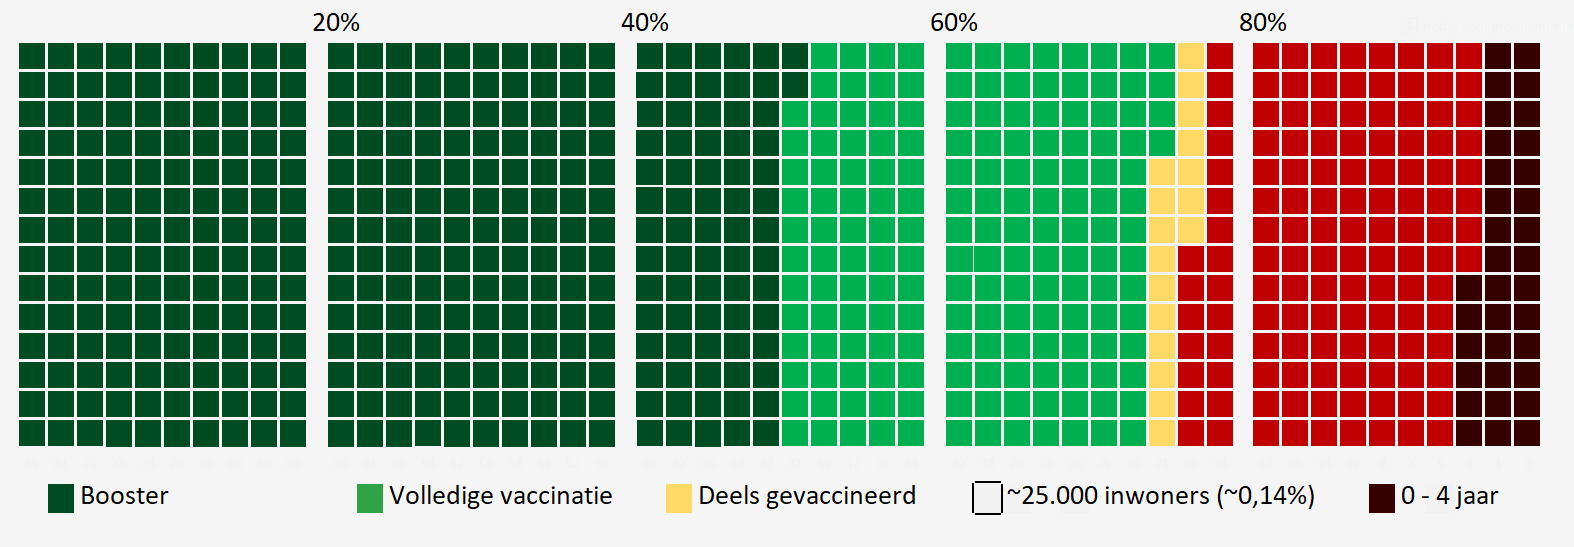 20% 40% 60% 80%
Booster Volledige vaccinatie Deels gevaccineerd ~25.000 inwoners (~0,14%) 0 - 4 jaar